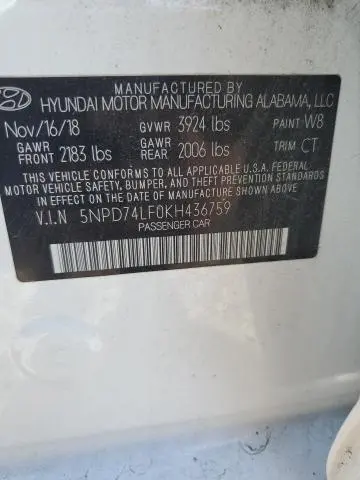 MANUFACTURED BY
HYUNDAI MOTOR MANUFACTURING ALABAMA, LLC
Nov/16/18 GVWR 3924 lbs PAINT W8
GAWR FRONT 2183 lbs GAWR REAR 2006 lbs TRIM CT
THIS VEHICLE CONFORMS TO ALL APPLICABLE U.S.A FEDERAL
MOTOR VEHICLE SAFETY, BUMPER, AND THEFT PREVENTION STANDARDS
IN EFFECT ON THE DATE OF MANUFACTURE SHOWN ABOVE.
V.I.N 5NPD74LF0KH436759
PASSENGER CAR